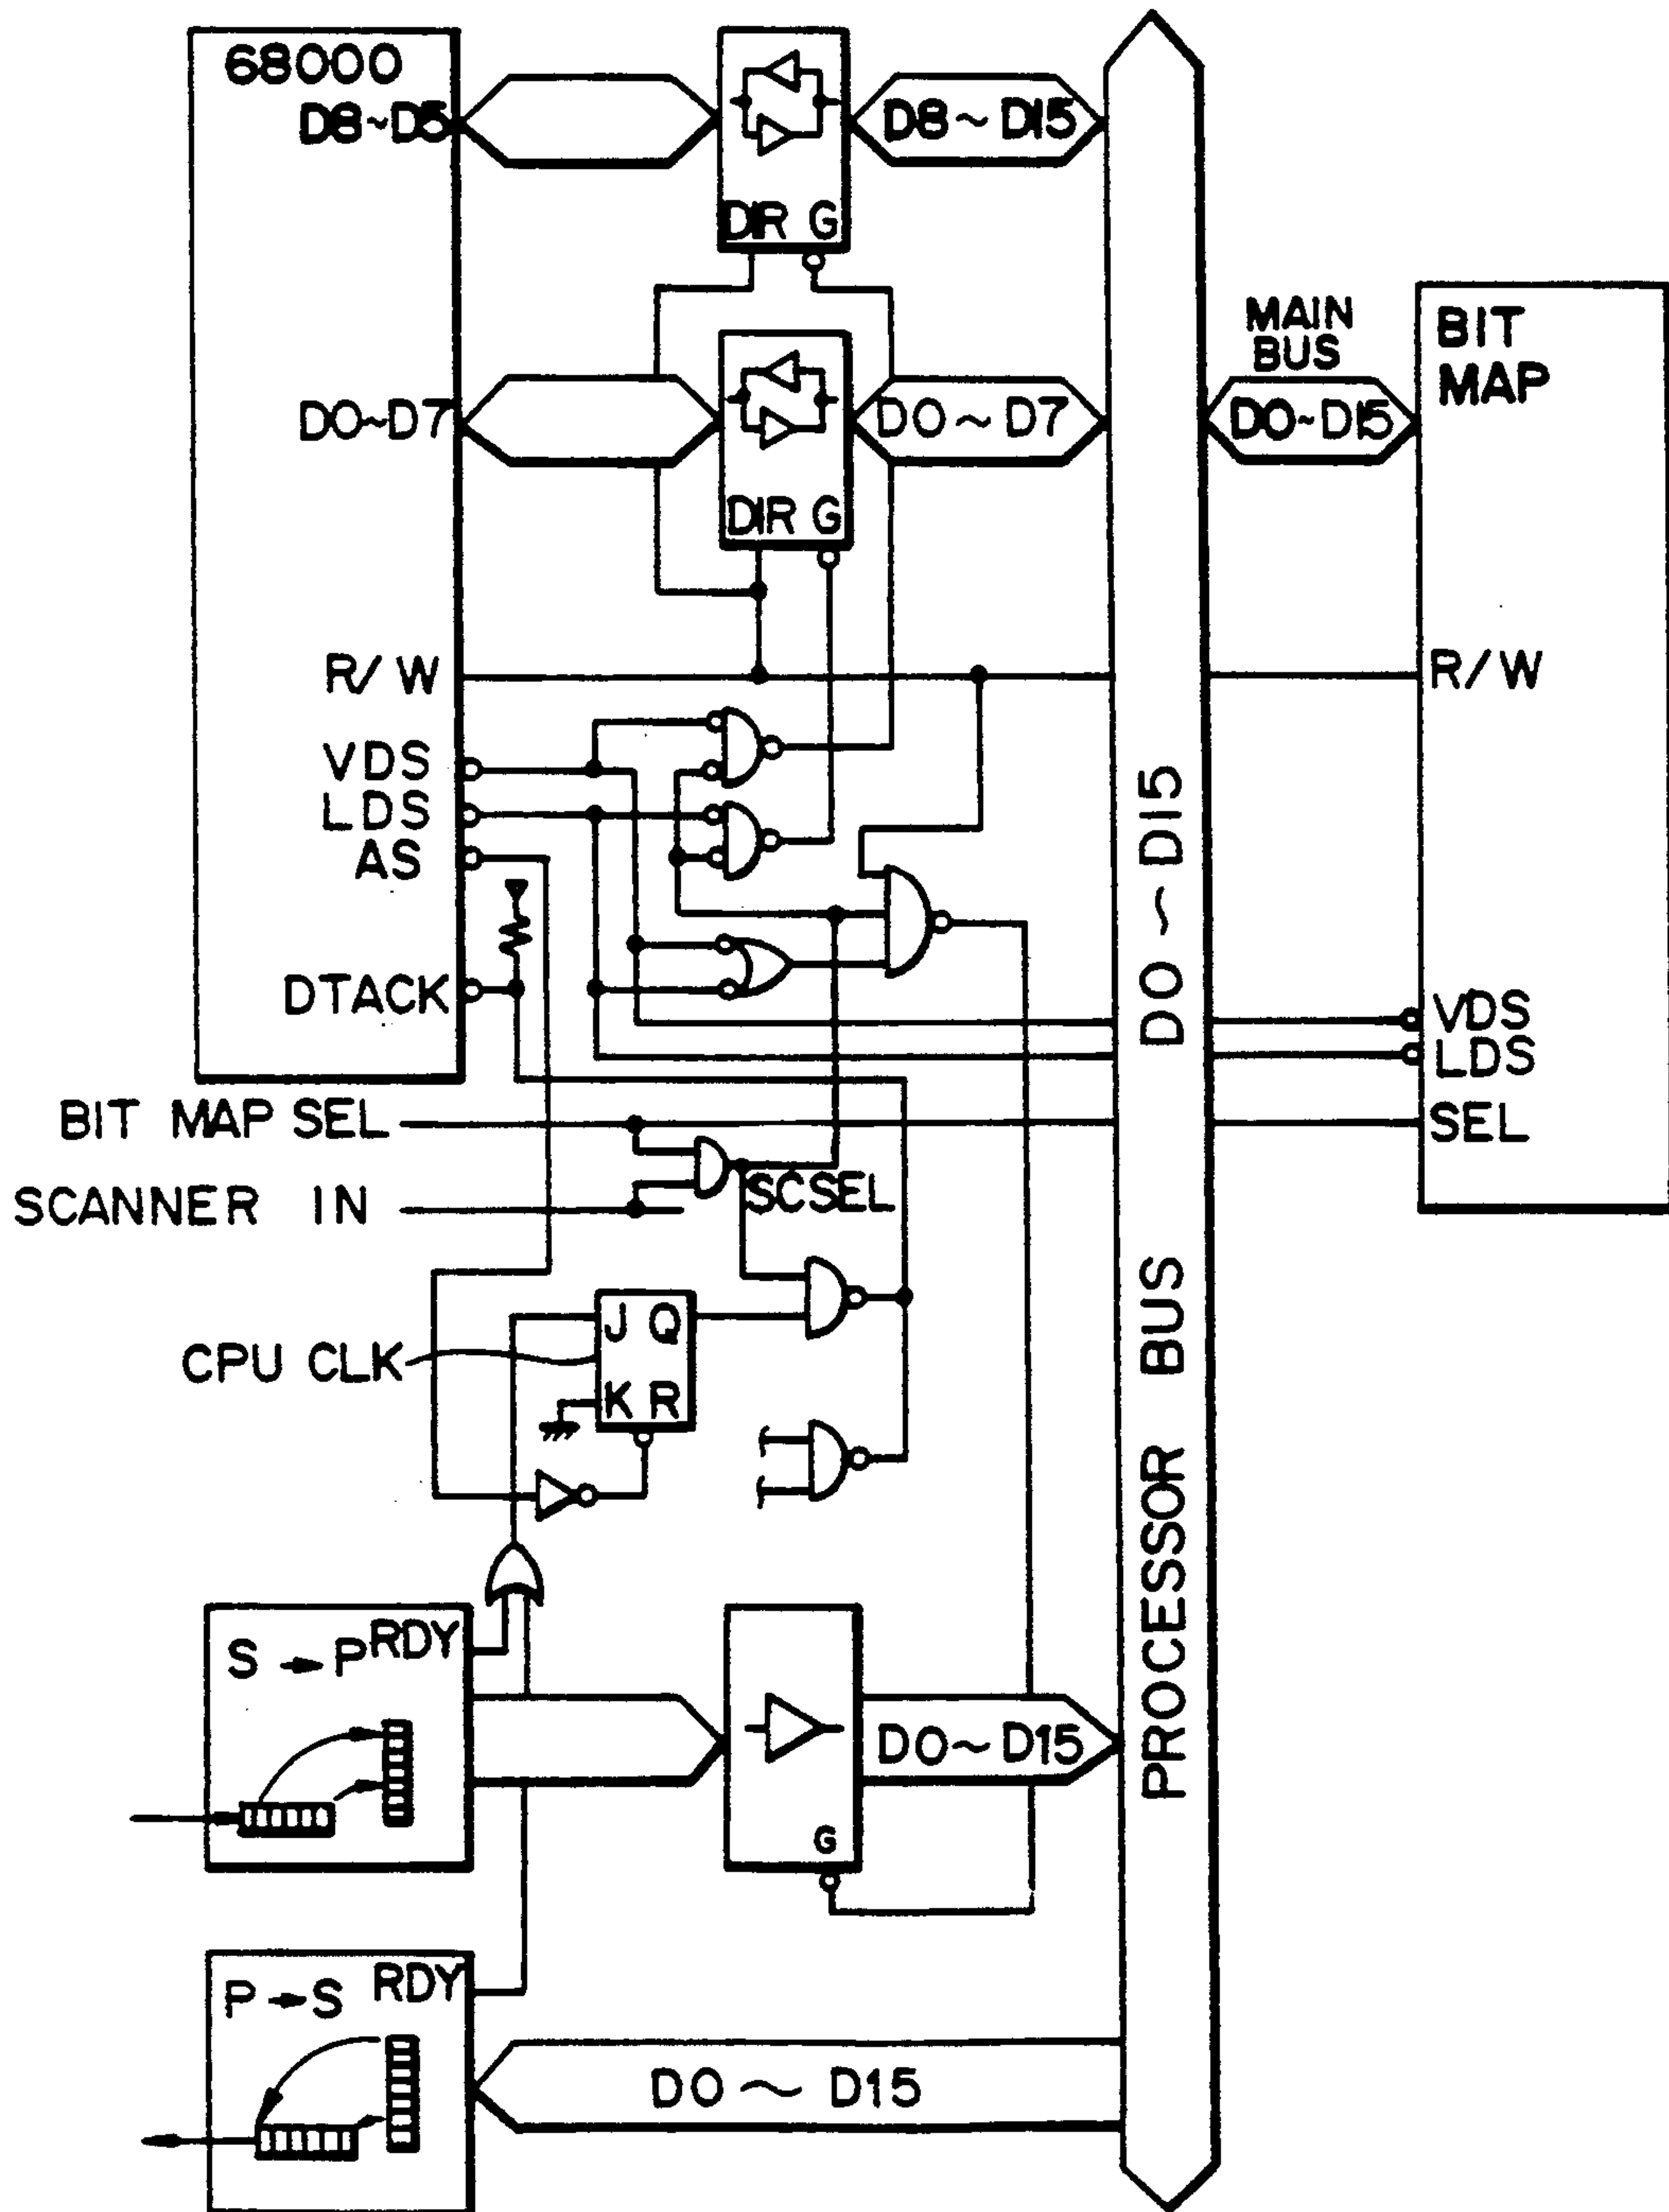 68000
D8~D5
D8~D15
DIR G
MAIN
BUS
BIT
MAP
D0~D7
D0~D7
D0~D15
DIR G
R/W
R/W
VDS
LDS
AS
DTACK
VDS
LDS
BIT MAP SEL
SEL
SCSEL
SCANNER IN
J Q
CPU CLK
K R
PROCESSOR BUS D0~D15
S → P RDY
D0~D15
G
P → S RDY
D0~D15